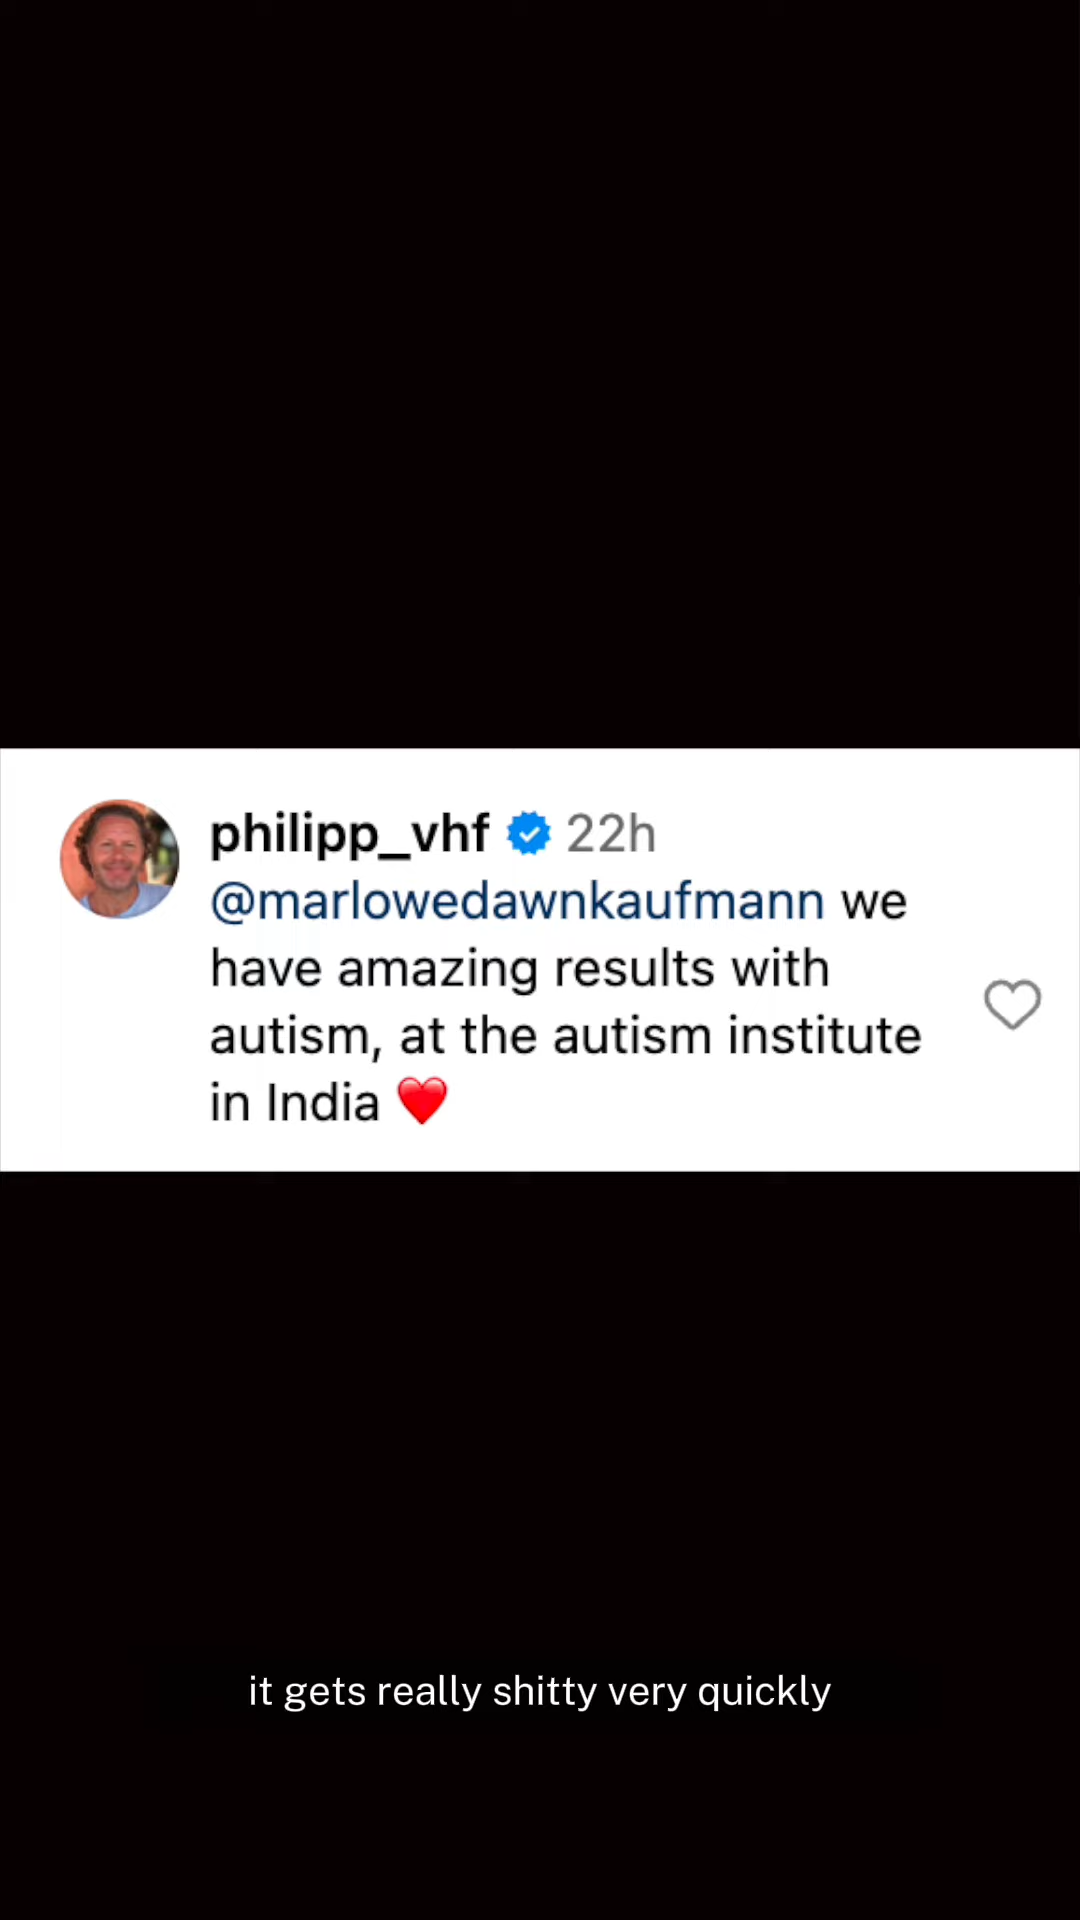 philipp_vhf 22h
@marlowedawnkaufmann we
have amazing results with
autism, at the autism institute
in India ❤️
it gets really shitty very quickly